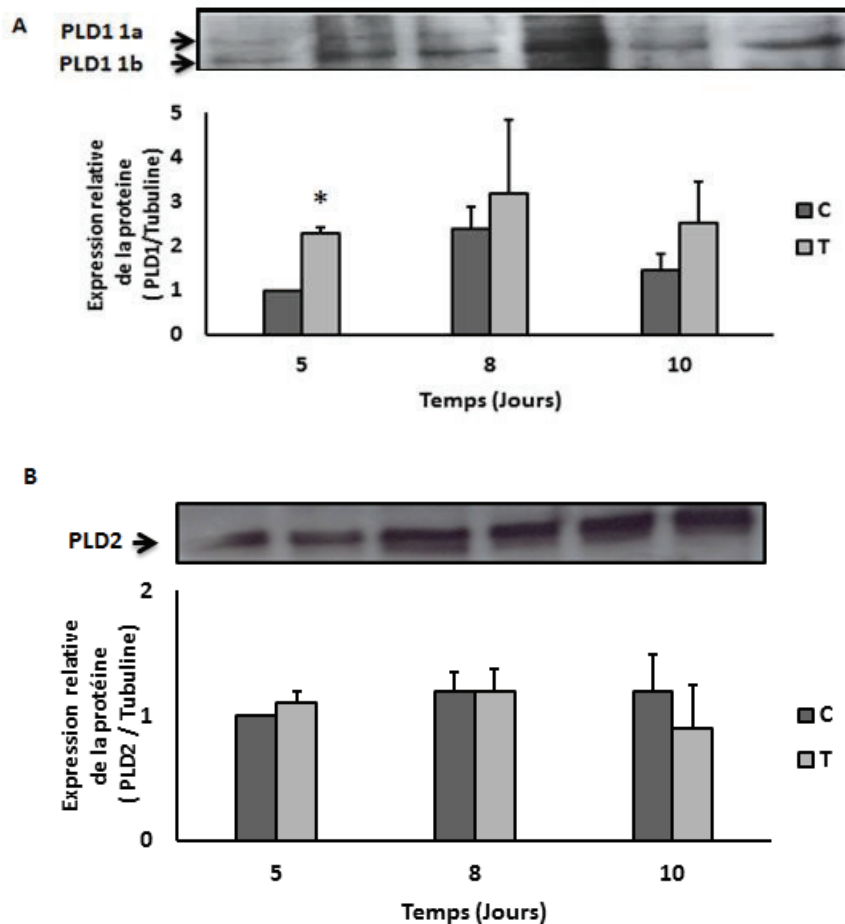 A
PLD1 1a
PLD1 1b
Expression relative
de la proteine
( PLD1/Tubuline)
5
4
3
2
1
0
*
C
T
5 8 10
Temps (Jours)
B
PLD2
Expression relative
de la protéine
( PLD2 / Tubuline)
2
1
0
C
T
5 8 10
Temps (Jours)